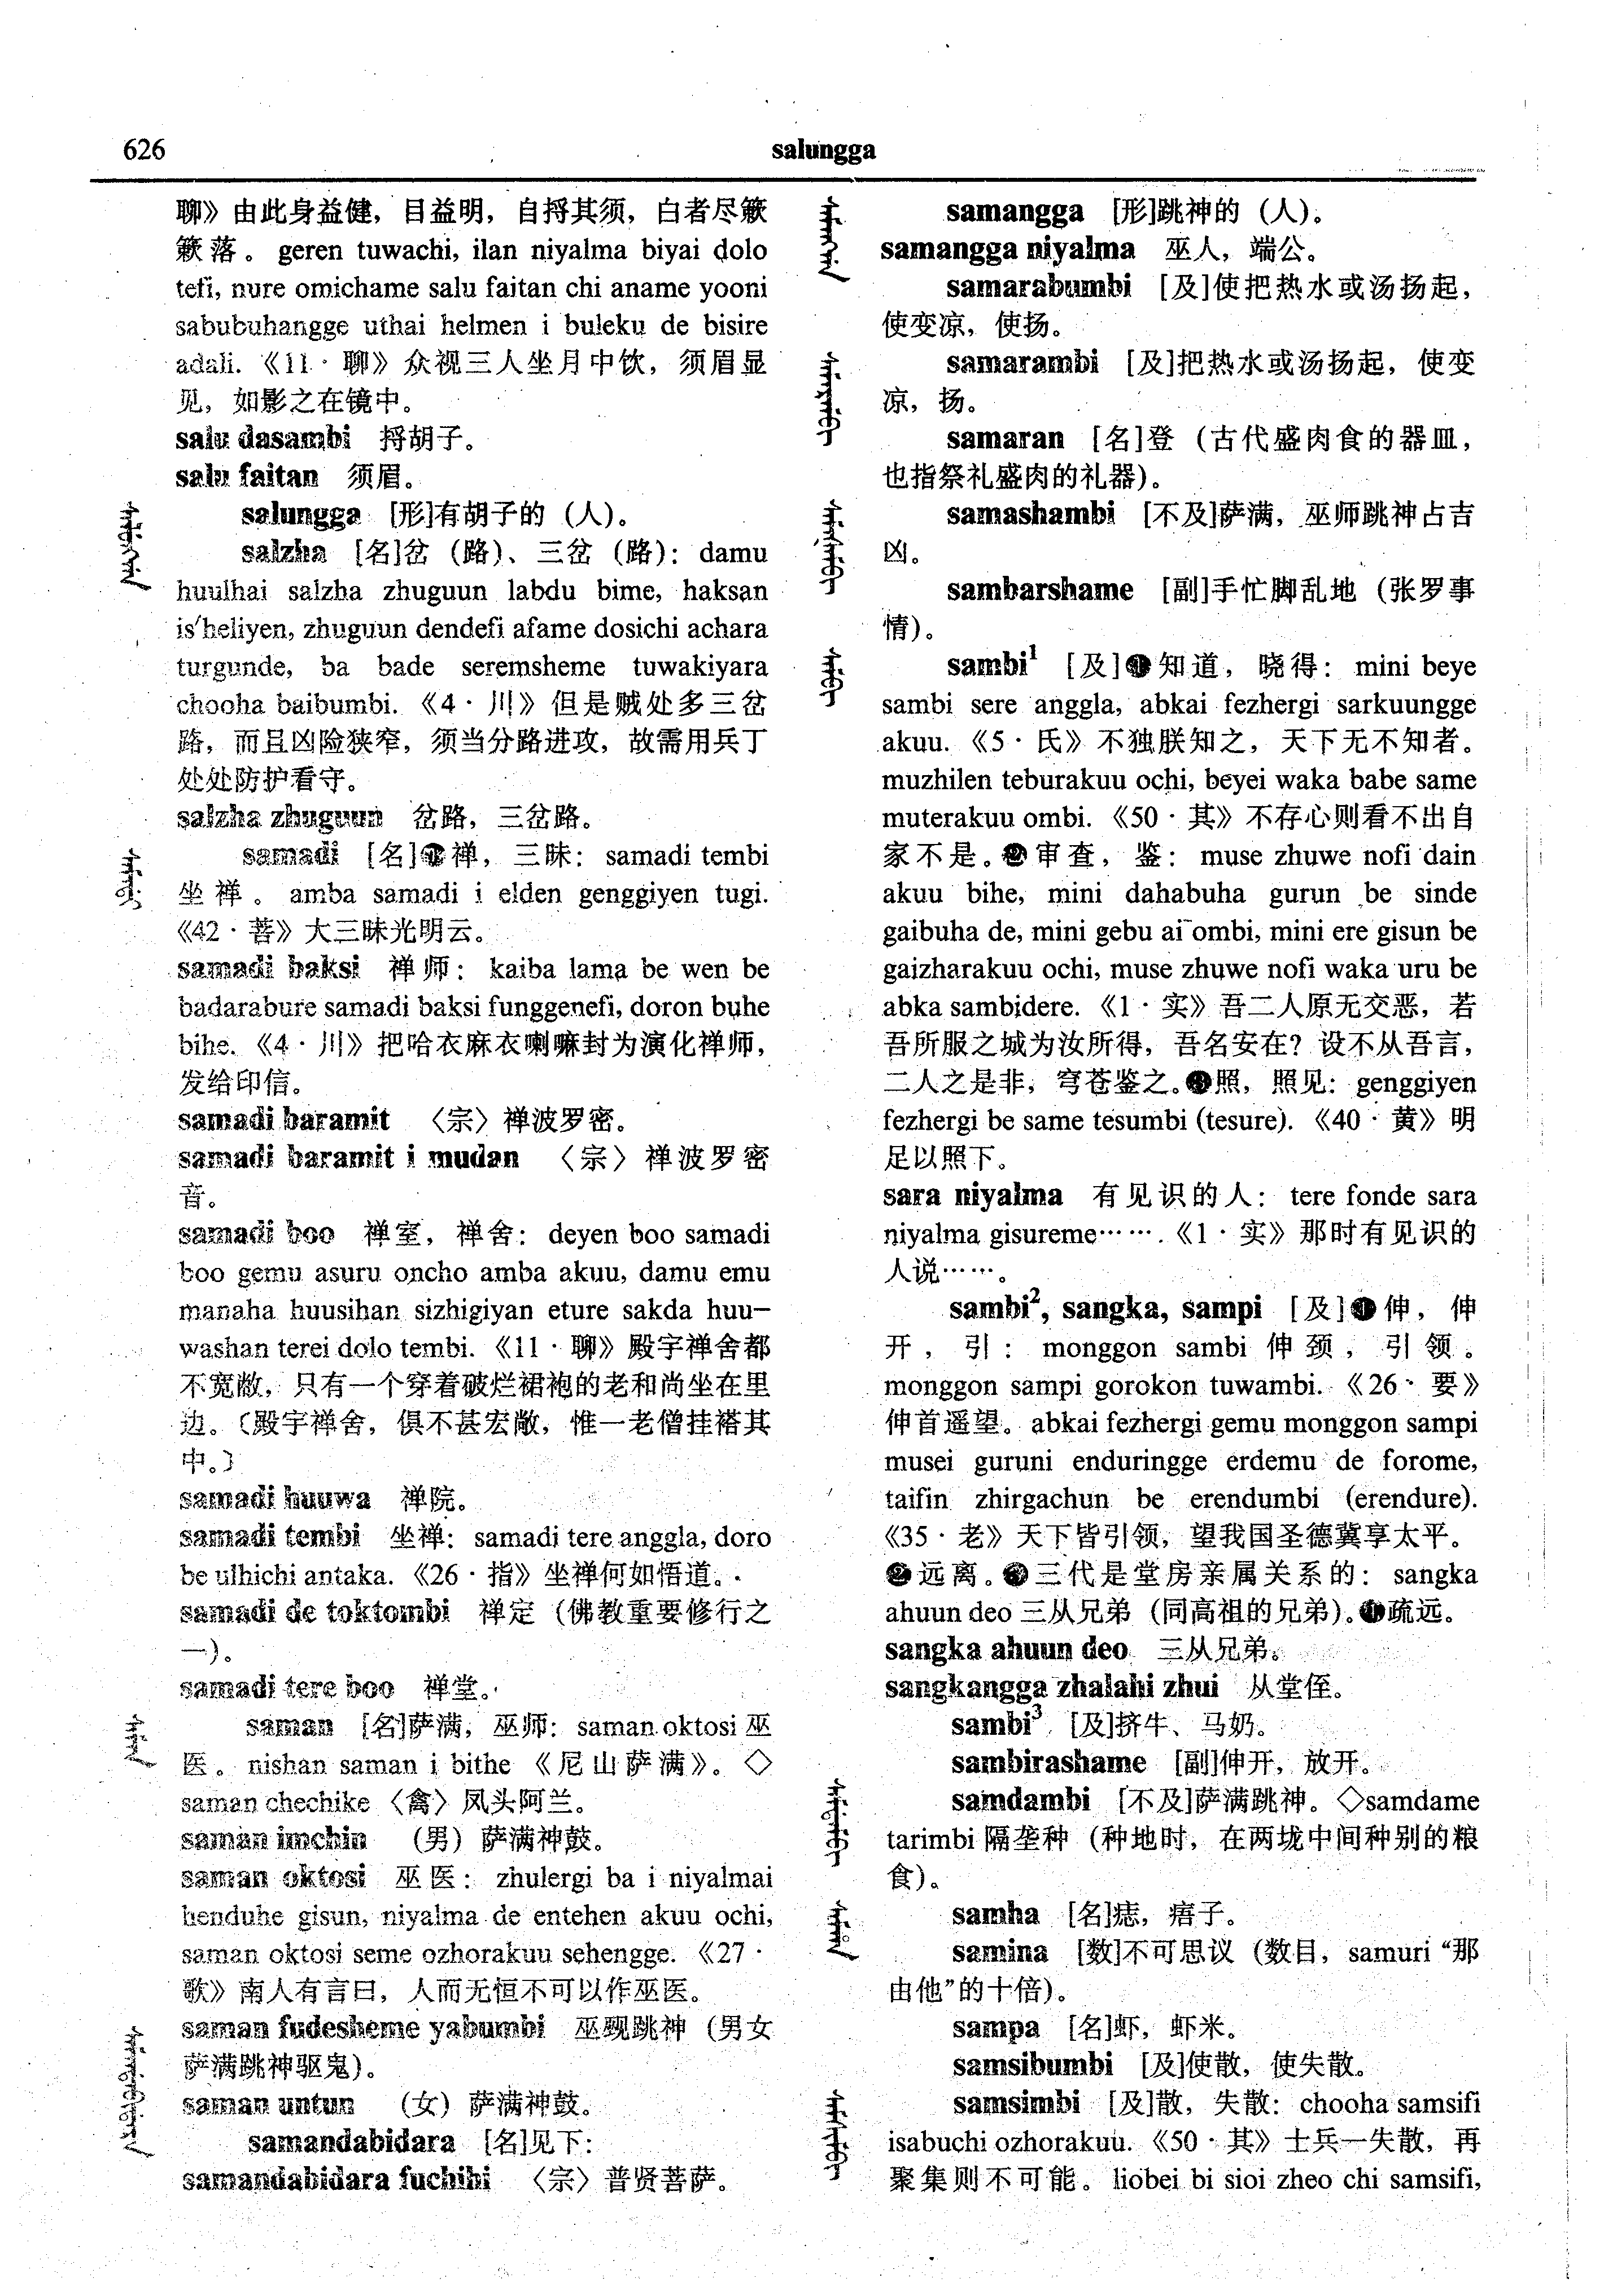 626
salungga
聊》由此身益健，目益明，自捋其须，白者尽簌
簌落。geren tuwachi, ilan niyalma biyai dolo
tefi, nure omichame salu faitan chi aname yooni
sabubuhangge uthai helmen i buleku de bisire
adali.《11·聊》众视三人坐月中饮，须眉显
见，如影之在镜中。
salu dasambi 捋胡子。
salu faitan 须眉。
salungga [形]有胡子的（人）。
salzha [名]岔（路）、三岔（路）：damu
huulhai salzha zhuguun labdu bime, haksan
is'heliyen, zhuguun dendefi afame dosichi achara
turgunde, ba bade seremsheme tuwakiyara
chooha baibumbi.《4·川》但是贼处多三岔
路，而且凶险狭窄，须当分路进攻，故需用兵丁
处处防护看守。
salzha zhuguun 岔路，三岔路。
samadi [名]❶禅，三昧：samadi tembi
坐禅。amba samadi i elden genggiyen tugi.
《42·菩》大三昧光明云。
samadi baksi 禅师：kaiba lama be wen be
badarabure samadi baksi funggenefi, doron buhe
bihe.《4·川》把哈衣麻衣喇嘛封为演化禅师，
发给印信。
samadi baramit 〈宗〉禅波罗密。
samadi baramit i mudan 〈宗〉禅波罗密
音。
samadi boo 禅室，禅舍：deyen boo samadi
boo gemu asuru oncho amba akuu, damu emu
manaha huusihan sizhigiyan eture sakda huu-
washan terei dolo tembi.《11·聊》殿宇禅舍都
不宽敞，只有一个穿着破烂裙袍的老和尚坐在里
边。〔殿宇禅舍，俱不甚宏敞，惟一老僧挂褡其
中。〕
samadi huuwa 禅院。
samadi tembi 坐禅：samadi tere anggla, doro
be ulhichi antaka.《26·指》坐禅何如悟道。
samadi de toktombi 禅定（佛教重要修行之
一）。
samadi tere boo 禅堂。
saman [名]萨满，巫师：saman oktosi 巫
医。nishan saman i bithe《尼山萨满》。◇
saman chechike〈禽〉凤头阿兰。
saman imchin （男）萨满神鼓。
saman oktosi 巫医：zhulergi ba i niyalmai
henduhe gisun, niyalma de entehen akuu ochi,
saman oktosi seme ozhorakuu sehengge.《27·
歌》南人有言曰，人而无恒不可以作巫医。
saman fudesheme yabumbi 巫觋跳神（男女
萨满跳神驱鬼）。
saman untun （女）萨满神鼓。
samandabidara [名]见下：
samandabidara fuchihi 〈宗〉普贤菩萨。
samangga [形]跳神的（人）。
samangga niyalma 巫人，端公。
samarabumbi [及]使把热水或汤扬起，
使变凉，使扬。
samarambi [及]把热水或汤扬起，使变
凉，扬。
samaran [名]登（古代盛肉食的器皿，
也指祭礼盛肉的礼器）。
samashambi [不及]萨满，巫师跳神占吉
凶。
sambarshame [副]手忙脚乱地（张罗事
情）。
sambi¹ [及]❶知道，晓得：mini beye
sambi sere anggla, abkai fezhergi sarkuungge
akuu.《5·氏》不独朕知之，天下无不知者。
muzhilen teburakuu ochi, beyei waka babe same
muterakuu ombi.《50·其》不存心则看不出自
家不是。❷审查，鉴：muse zhuwe nofi dain
akuu bihe, mini dahabuha gurun be sinde
gaibuha de, mini gebu ai ombi, mini ere gisun be
gaizharakuu ochi, muse zhuwe nofi waka uru be
abka sambidere.《1·实》吾二人原无交恶，若
吾所服之城为汝所得，吾名安在？设不从吾言，
二人之是非，穹苍鉴之。❸照，照见：genggiyen
fezhergi be same tesumbi (tesure).《40·黄》明
足以照下。
sara niyalma 有见识的人：tere fonde sara
niyalma gisureme…….《1·实》那时有见识的
人说……。
sambi², sangka, sampi [及]❶伸，伸
开，引：monggon sambi 伸颈，引领。
monggon sampi gorokon tuwambi.《26·要》
伸首遥望。abkai fezhergi gemu monggon sampi
musei guruni enduringge erdemu de forome,
taifin zhirgachun be erendumbi (erendure).
《35·老》天下皆引领，望我国圣德冀享太平。
❷远离。❸三代是堂房亲属关系的：sangka
ahuun deo 三从兄弟（同高祖的兄弟）。❹疏远。
sangka ahuun deo 三从兄弟。
sangkangga zhalahi zhui 从堂侄。
sambi³ [及]挤牛、马奶。
sambirashame [副]伸开，放开。
samdambi [不及]萨满跳神。◇samdame
tarimbi 隔垄种（种地时，在两垅中间种别的粮
食）。
samha [名]痣，瘊子。
samina [数]不可思议（数目，samuri “那
由他”的十倍）。
sampa [名]虾，虾米。
samsibumbi [及]使散，使失散。
samsimbi [及]散，失散：chooha samsifi
isabuchi ozhorakuu.《50·其》士兵一失散，再
聚集则不可能。liobei bi sioi zheo chi samsifi,